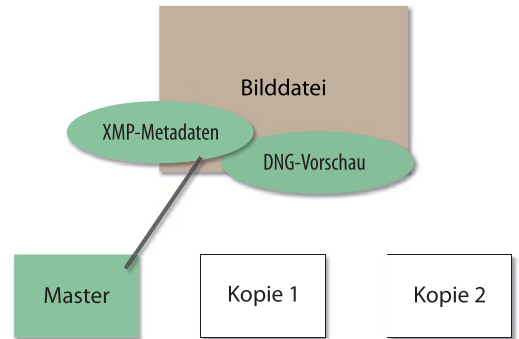 Bilddatei
XMP-Metadaten
DNG-Vorschau
Master
Kopie 1
Kopie 2